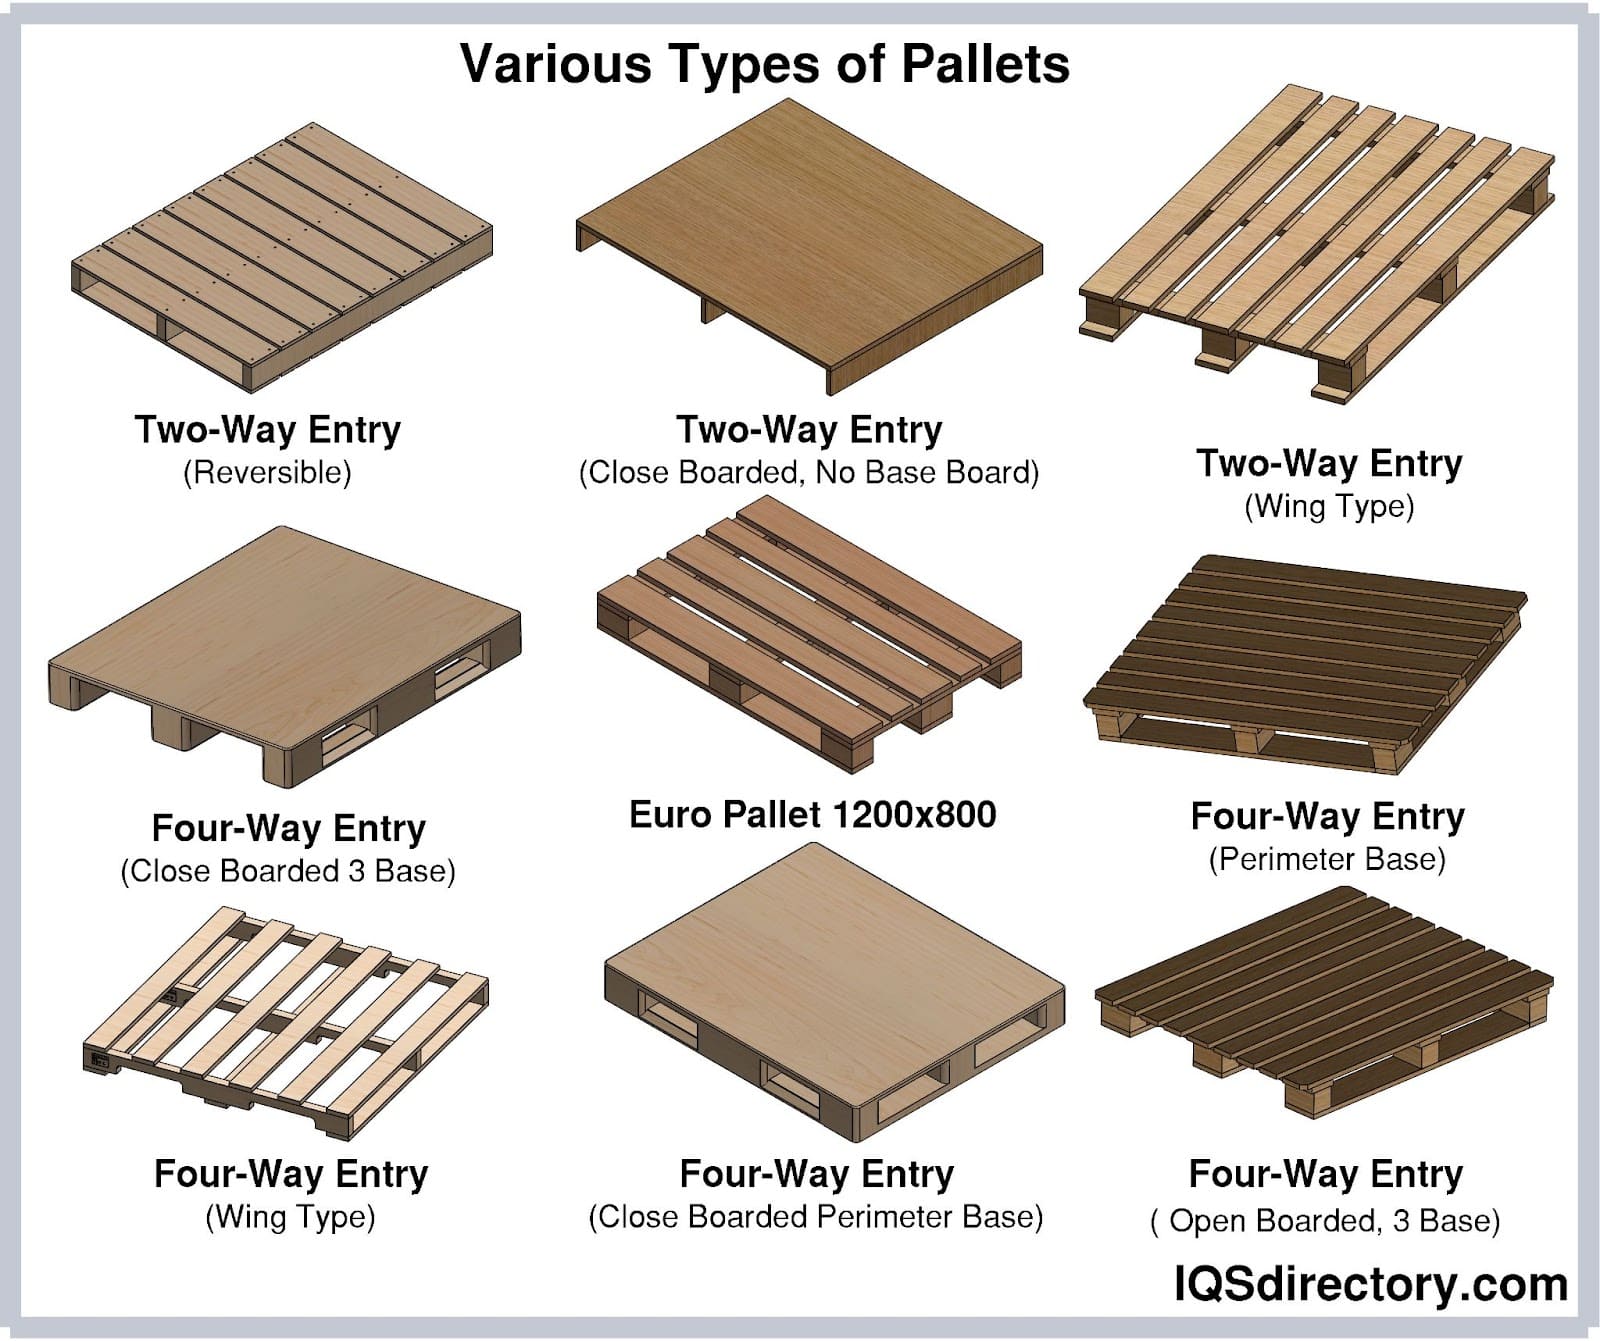 Various Types of Pallets
Two-Way Entry
(Reversible)
Two-Way Entry
(Close Boarded, No Base Board)
Two-Way Entry
(Wing Type)
Four-Way Entry
(Close Boarded 3 Base)
Euro Pallet 1200x800
Four-Way Entry
(Perimeter Base)
Four-Way Entry
(Wing Type)
Four-Way Entry
(Close Boarded Perimeter Base)
Four-Way Entry
( Open Boarded, 3 Base)
IQSdirectory.com